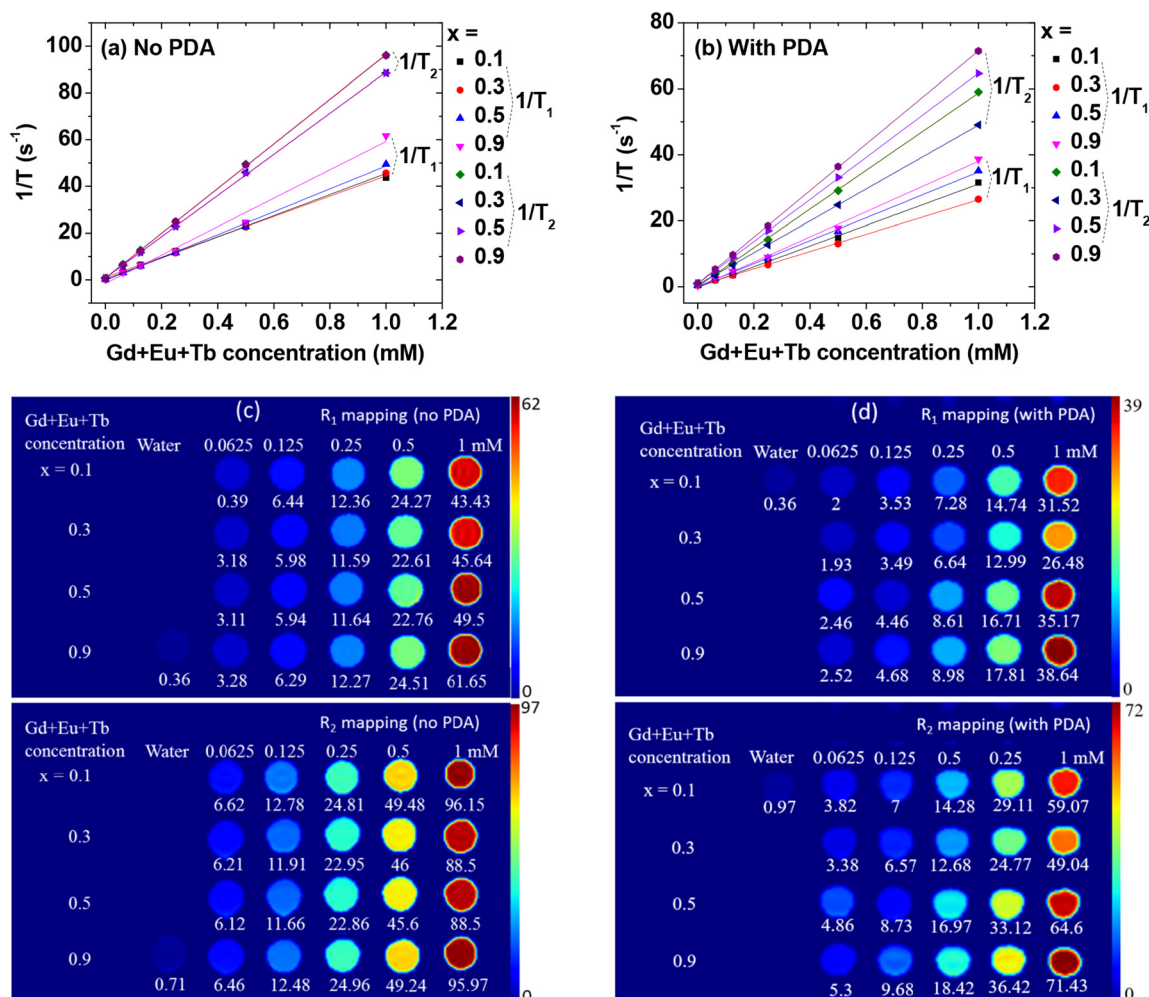 (a) No PDA
x =
0.1
0.3
0.5
0.9
0.1
0.3
0.5
0.9
1/T1
1/T2
1/T2
1/T1
100
80
60
40
20
0
1/T (s-1)
0.0 0.2 0.4 0.6 0.8 1.0 1.2
Gd+Eu+Tb concentration (mM)
(b) With PDA
x =
0.1
0.3
0.5
0.9
0.1
0.3
0.5
0.9
1/T1
1/T2
1/T2
1/T1
80
60
40
20
0
1/T (s-1)
0.0 0.2 0.4 0.6 0.8 1.0 1.2
Gd+Eu+Tb concentration (mM)
(c) R1 mapping (no PDA) 62
Gd+Eu+Tb
concentration Water 0.0625 0.125 0.25 0.5 1 mM
x = 0.1
0.39 6.44 12.36 24.27 43.43
0.3
3.18 5.98 11.59 22.61 45.64
0.5
3.11 5.94 11.64 22.76 49.5
0.9
0.36 3.28 6.29 12.27 24.51 61.65
0
(d) R1 mapping (with PDA) 39
Gd+Eu+Tb
concentration Water 0.0625 0.125 0.25 0.5 1 mM
x = 0.1
0.36 2 3.53 7.28 14.74 31.52
0.3
1.93 3.49 6.64 12.99 26.48
0.5
2.46 4.46 8.61 16.71 35.17
0.9
2.52 4.68 8.98 17.81 38.64
0
R2 mapping (no PDA) 97
Gd+Eu+Tb
concentration Water 0.0625 0.125 0.25 0.5 1 mM
x = 0.1
6.62 12.78 24.81 49.48 96.15
0.3
6.21 11.91 22.95 46 88.5
0.5
6.12 11.66 22.86 45.6 88.5
0.9
0.71 6.46 12.48 24.96 49.24 95.97
0
R2 mapping (with PDA) 72
Gd+Eu+Tb
concentration Water 0.0625 0.125 0.5 0.25 1 mM
x = 0.1
0.97 3.82 7 14.28 29.11 59.07
0.3
3.38 6.57 12.68 24.77 49.04
0.5
4.86 8.73 16.97 33.12 64.6
0.9
5.3 9.68 18.42 36.42 71.43
0